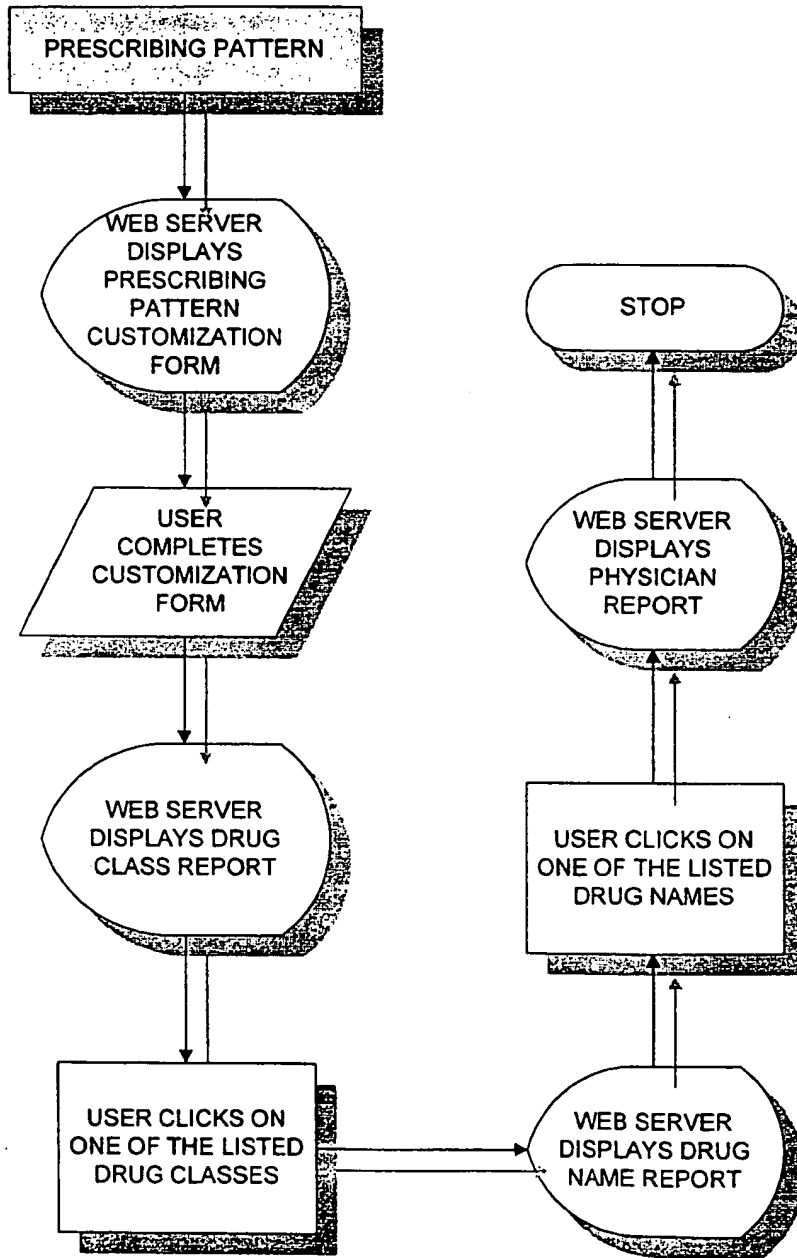 PRESCRIBING PATTERN
WEB SERVER
DISPLAYS
PRESCRIBING
PATTERN
CUSTOMIZATION
FORM
USER
COMPLETES
CUSTOMIZATION
FORM
WEB SERVER
DISPLAYS DRUG
CLASS REPORT
USER CLICKS ON
ONE OF THE LISTED
DRUG CLASSES
WEB SERVER
DISPLAYS DRUG
NAME REPORT
USER CLICKS ON
ONE OF THE LISTED
DRUG NAMES
WEB SERVER
DISPLAYS
PHYSICIAN
REPORT
STOP